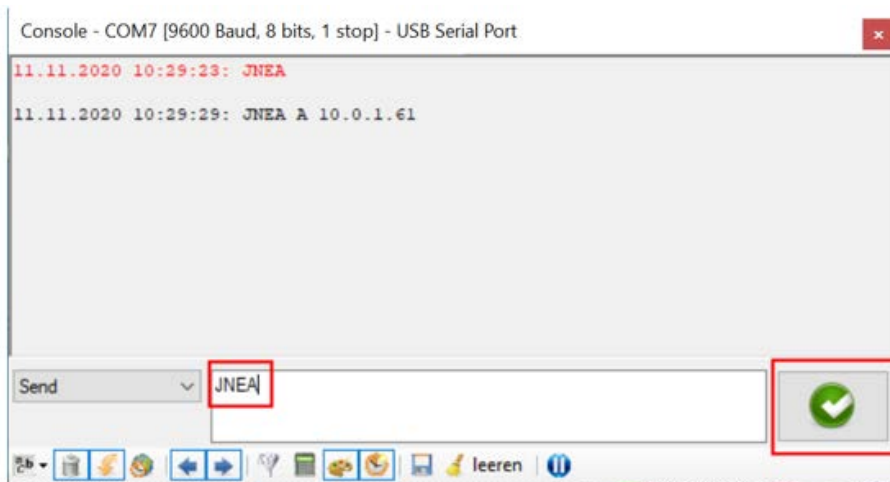 Console - COM7 [9600 Baud, 8 bits, 1 stop] - USB Serial Port
11.11.2020 10:29:23: JNEA
11.11.2020 10:29:29: JNEA A 10.0.1.61
Send
JNEA
leeren